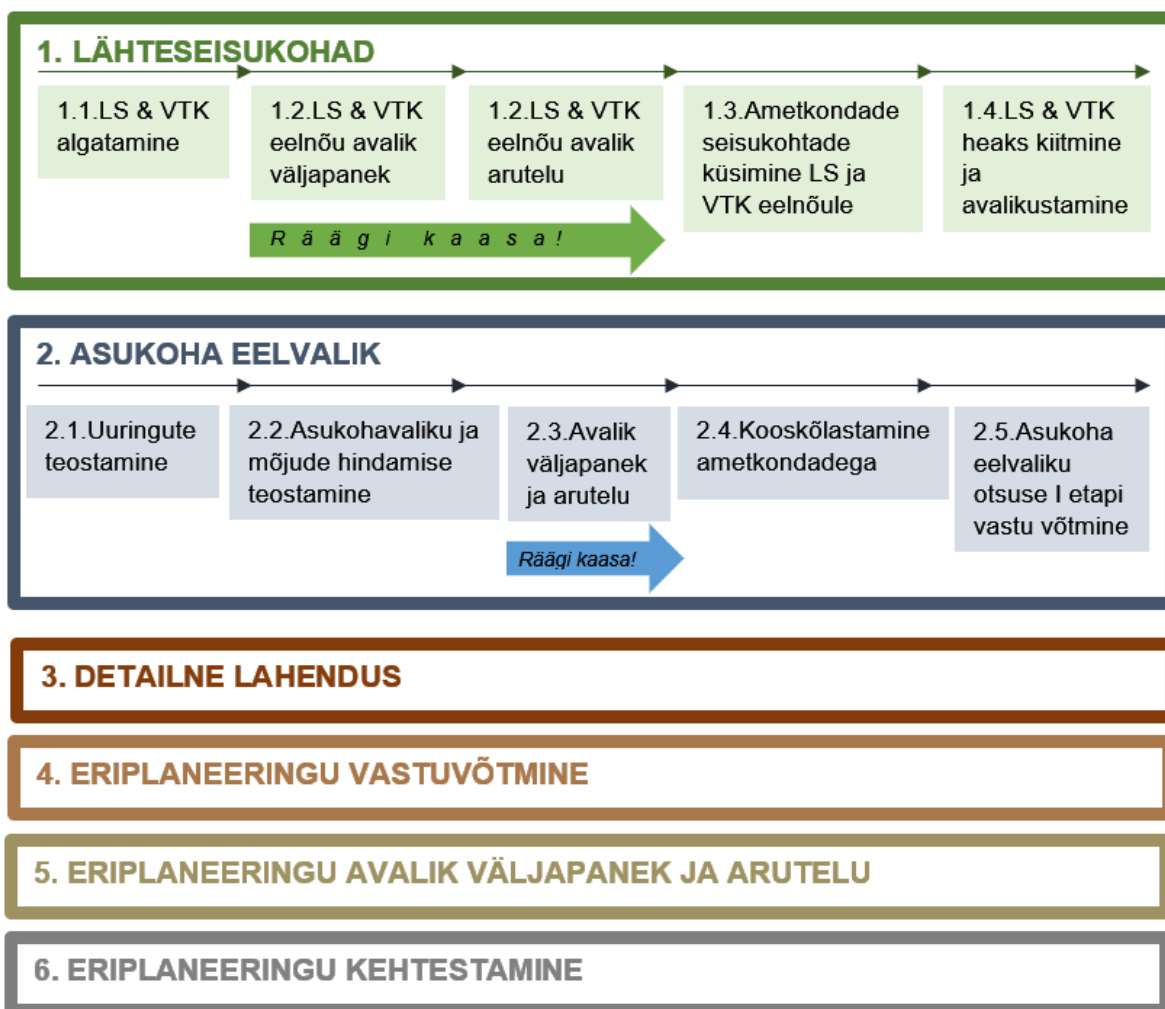 1. LÄHTESEISUKOHAD
1.1.LS & VTK
algatamine
1.2.LS & VTK
eelnõu avalik
väljapanek
1.2.LS & VTK
eelnõu avalik
arutelu
1.3.Ametkondade
seisukohtade
küsimine LS ja
VTK eelnõule
1.4.LS & VTK
heaks kiitmine
ja
avalikustamine
R ä ä g i k a a s a !
2. ASUKOHA EELVALIK
2.1.Uuringute
teostamine
2.2.Asukohavaliku ja
mõjude hindamise
teostamine
2.3.Avalik
väljapanek
ja arutelu
2.4.Kooskõlastamine
ametkondadega
2.5.Asukoha
eelvaliku
otsuse I etapi
vastu võtmine
Räägi kaasa!
3. DETAILNE LAHENDUS
4. ERIPLANEERINGU VASTUVÕTMINE
5. ERIPLANEERINGU AVALIK VÄLJAPANEK JA ARUTELU
6. ERIPLANEERINGU KEHTESTAMINE